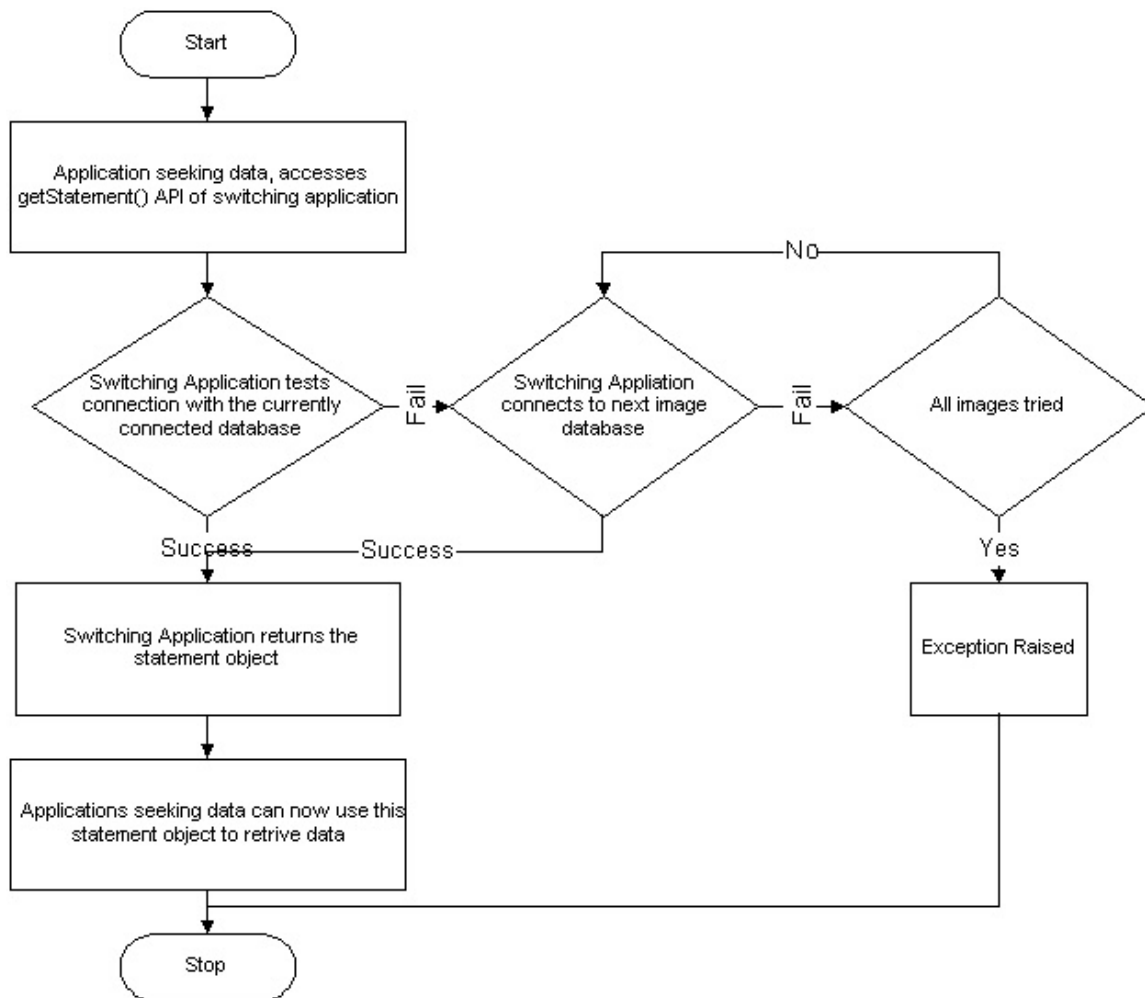 Start
Application seeking data, accesses
getStatement() API of switching application
No
Switching Application tests
connection with the currently
connected database
Fail
Switching Appliation
connects to next image
database
Fail
All images tried
Success
Success
Yes
Switching Application returns the
statement object
Exception Raised
Applications seeking data can now use this
statement object to retrive data
Stop